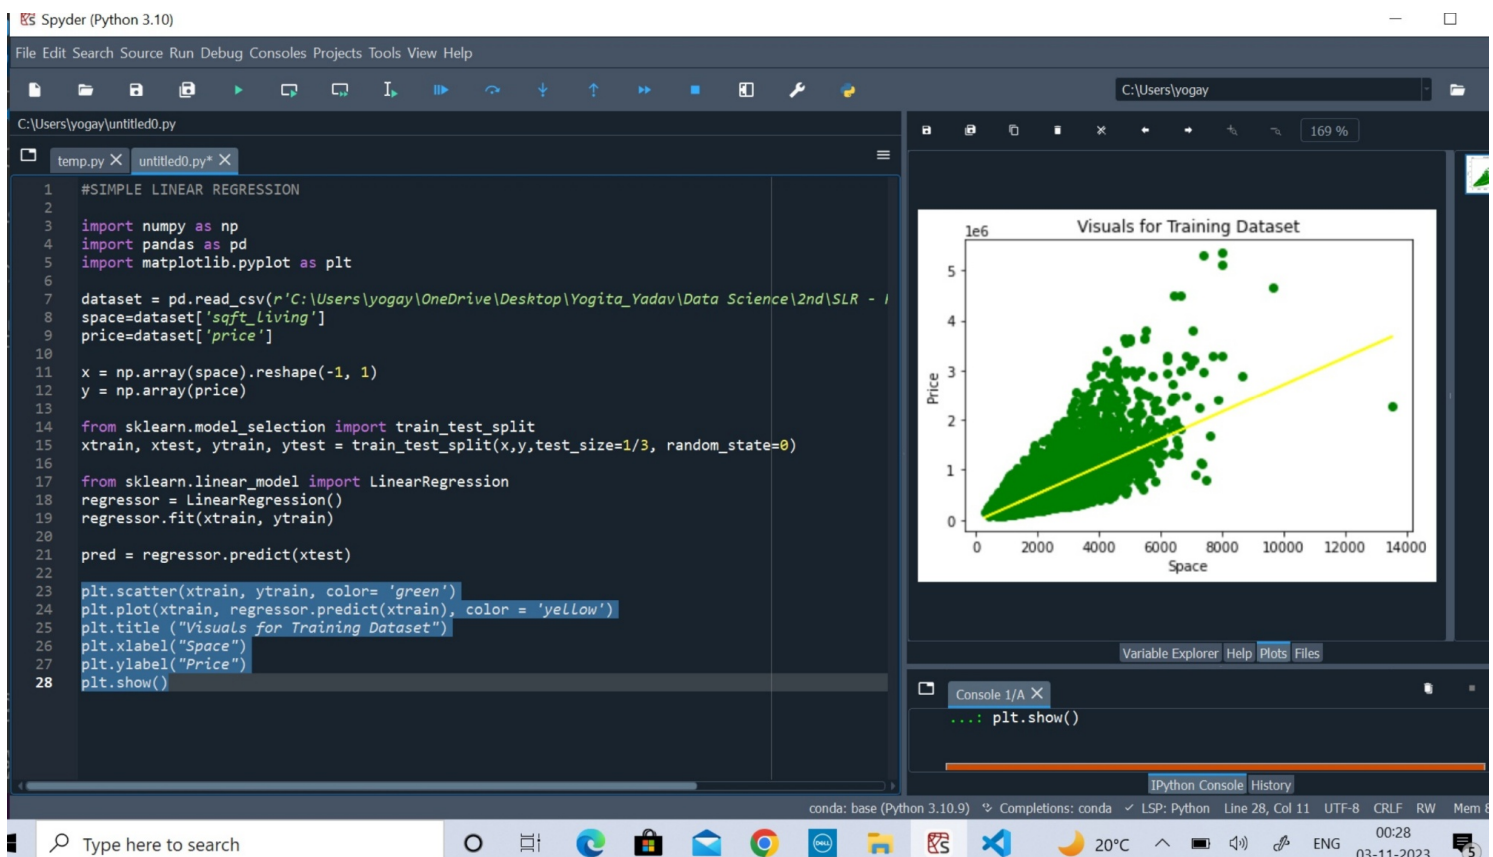 Spyder (Python 3.10)
File Edit Search Source Run Debug Consoles Projects Tools View Help
C:\Users\yogay
C:\Users\yogay\untitled0.py
temp.py
untitled0.py*
169 %
1 #SIMPLE LINEAR REGRESSION
2
3 import numpy as np
4 import pandas as pd
5 import matplotlib.pyplot as plt
6
7 dataset = pd.read_csv(r'C:\Users\yogay\OneDrive\Desktop\Yogita_Yadav\Data Science\2nd\SLR -
8 space=dataset['sqft_living']
9 price=dataset['price']
10
11 x = np.array(space).reshape(-1, 1)
12 y = np.array(price)
13
14 from sklearn.model_selection import train_test_split
15 xtrain, xtest, ytrain, ytest = train_test_split(x,y,test_size=1/3, random_state=0)
16
17 from sklearn.linear_model import LinearRegression
18 regressor = LinearRegression()
19 regressor.fit(xtrain, ytrain)
20
21 pred = regressor.predict(xtest)
22
23 plt.scatter(xtrain, ytrain, color= 'green')
24 plt.plot(xtrain, regressor.predict(xtrain), color = 'yellow')
25 plt.title ("Visuals for Training Dataset")
26 plt.xlabel("Space")
27 plt.ylabel("Price")
28 plt.show()
Visuals for Training Dataset
1e6
5
4
3
2
1
0
Price
0 2000 4000 6000 8000 10000 12000 14000
Space
Variable Explorer Help Plots Files
Console 1/A
...: plt.show()
IPython Console History
conda: base (Python 3.10.9) Completions: conda LSP: Python Line 28, Col 11 UTF-8 CRLF RW Mem
Type here to search
DELL
20°C
ENG
00:28
03-11-2023
5